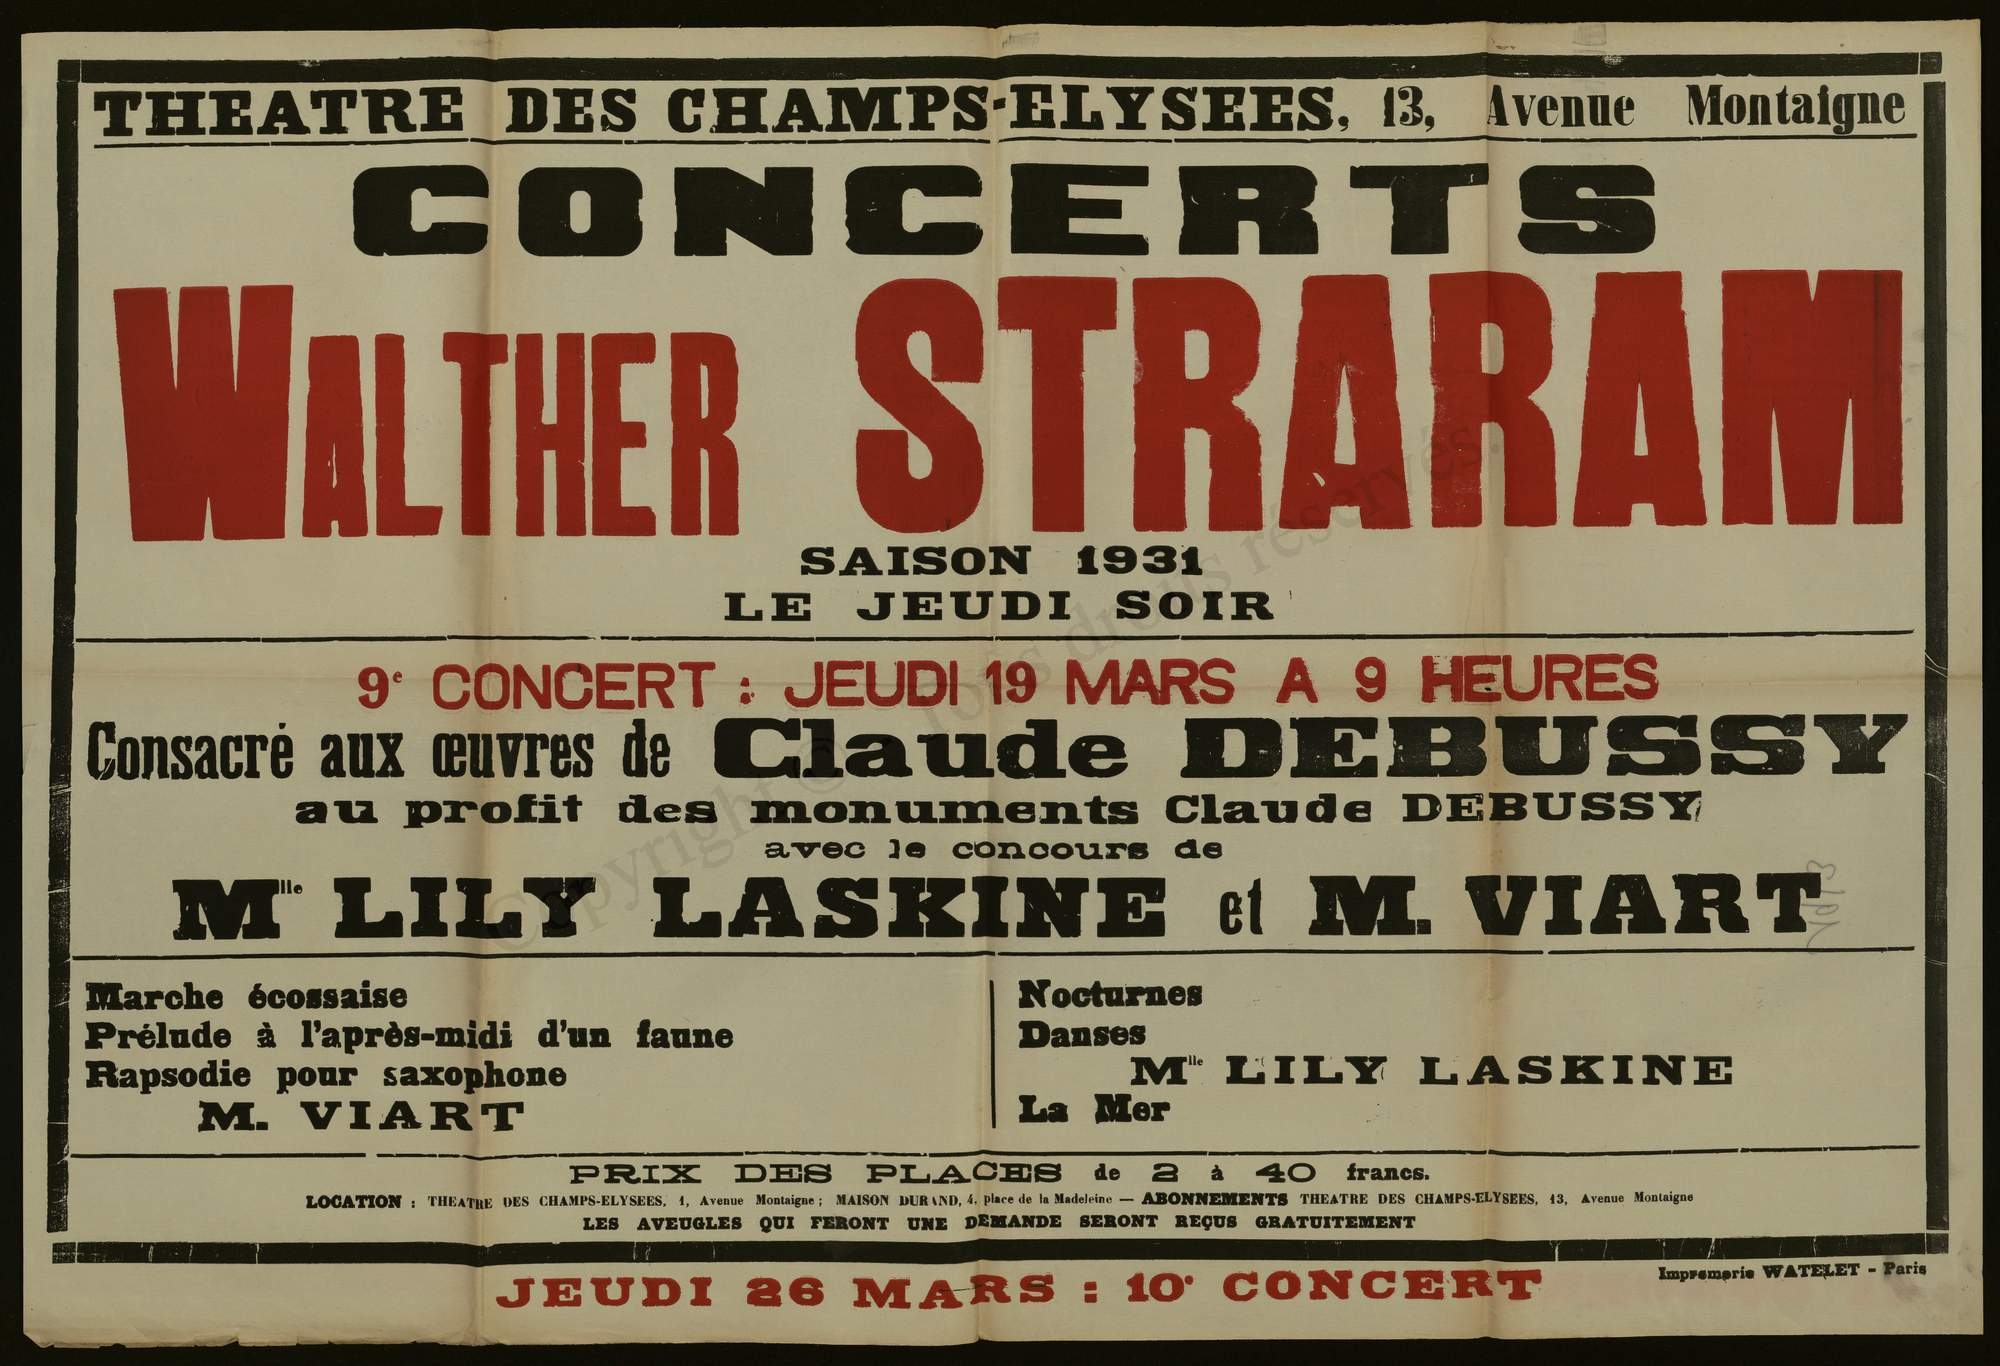 THEATRE DES CHAMPS-ELYSEES, 13, Avenue Montaigne
CONCERTS
WALTHER STRARAM
SAISON 1931
LE JEUDI SOIR
9e CONCERT : JEUDI 19 MARS A 9 HEURES
Consacré aux œuvres de Claude DEBUSSY
au profit des monuments Claude DEBUSSY
avec le concours de
Mlle LILY LASKINE et M. VIART
Marche écossaise
Prélude à l'après-midi d'un faune
Rapsodie pour saxophone
M. VIART
Nocturnes
Danses
Mlle LILY LASKINE
La Mer
PRIX DES PLACES de 2 à 40 francs.
LOCATION : THEATRE DES CHAMPS-ELYSEES, 1, Avenue Montaigne ; MAISON DURAND, 4, place de la Madeleine — ABONNEMENTS THEATRE DES CHAMPS-ELYSEES, 13, Avenue Montaigne
LES AVEUGLES QUI FERONT UNE DEMANDE SERONT REÇUS GRATUITEMENT
Impremerie WATELET - Paris
JEUDI 26 MARS : 10e CONCERT
Copyright © Tous droits réservés.